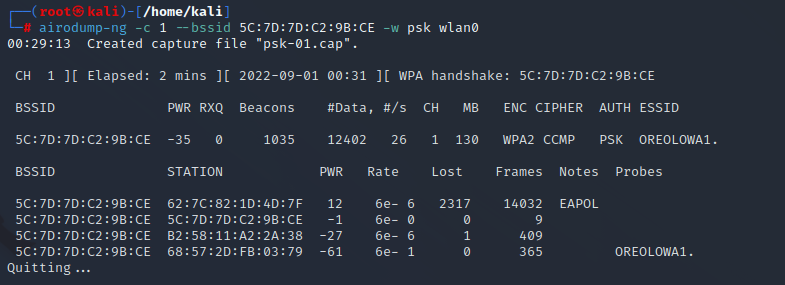 ┌──(root㉿kali)-[/home/kali]
└─# airodump-ng -c 1 --bssid 5C:7D:7D:C2:9B:CE -w psk wlan0
00:29:13  Created capture file "psk-01.cap".
CH  1 ][ Elapsed: 2 mins ][ 2022-09-01 00:31 ][ WPA handshake: 5C:7D:7D:C2:9B:CE
BSSID              PWR RXQ  Beacons    #Data, #/s  CH   MB   ENC CIPHER  AUTH ESSID
5C:7D:7D:C2:9B:CE  -35   0     1035    12402   26   1  130   WPA2 CCMP   PSK  OREOLOWA1.
BSSID              STATION            PWR   Rate    Lost    Frames  Notes  Probes
5C:7D:7D:C2:9B:CE  62:7C:82:1D:4D:7F   12    6e- 6   2317    14032  EAPOL
5C:7D:7D:C2:9B:CE  5C:7D:7D:C2:9B:CE   -1    6e- 0      0        9
5C:7D:7D:C2:9B:CE  B2:58:11:A2:2A:38  -27    6e- 6      1      409
5C:7D:7D:C2:9B:CE  68:57:2D:FB:03:79  -61    6e- 1      0      365         OREOLOWA1.
Quitting...